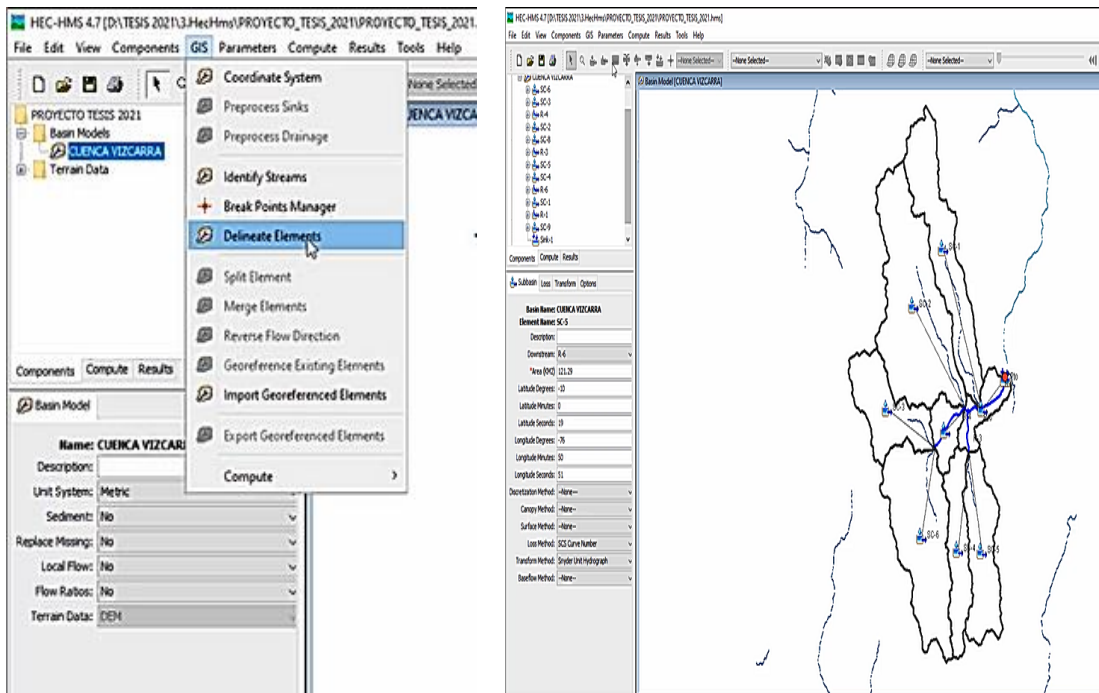 HEC-HMS 4.7 [D:\TESIS 2021\3.HecHms\PROYECTO_TESIS_2021\PROYECTO_TESIS_2021.
File Edit View Components GIS Parameters Compute Results Tools Help
None Selected
PROYECTO TESIS 2021
Basin Models
CUENCA VIZCARRA
Terrain Data
UENCA VIZCA
Coordinate System
Preprocess Sinks
Preprocess Drainage
Identify Streams
Break Points Manager
Delineate Elements
Split Element
Merge Elements
Reverse Flow Direction
Georeference Existing Elements
Import Georeferenced Elements
Export Georeferenced Elements
Compute
Components Compute Results
Basin Model
Name: CUENCA VIZCAR
Description:
Unit System: Metric
Sediment: No
Replace Missing: No
Local Flow: No
Flow Ratios: No
Terrain Data: DEM
HEC-HMS 4.7 [D:\TESIS 2021\3.HecHms\PROYECTO_TESIS_2021\PROYECTO_TESIS_2021.hms]
File Edit View Components GIS Parameters Compute Results Tools Help
--None Selected-- --None Selected-- --None Selected--
CUENCA VIZCARRA
SC-6
SC-3
R-4
SC-2
SC-8
R-3
SC-5
SC-4
R-6
SC-1
R-1
SC-9
Sink-1
Components Compute Results
Subbasin Loss Transform Options
Basin Name: CUENCA VIZCARRA
Element Name: SC-5
Description:
Downstream: R-6
*Area (KM2) 121.29
Latitude Degrees: -10
Latitude Minutes: 0
Latitude Seconds: 19
Longitude Degrees: -76
Longitude Minutes: 50
Longitude Seconds: 51
Discretization Method: --None--
Canopy Method: --None--
Surface Method: --None--
Loss Method: SCS Curve Number
Transform Method: Snyder Unit Hydrograph
Baseflow Method: --None--
Basin Model [CUENCA VIZCARRA]
SC-1
SC-2
SC-3
SC-6
SC-4
SC-5